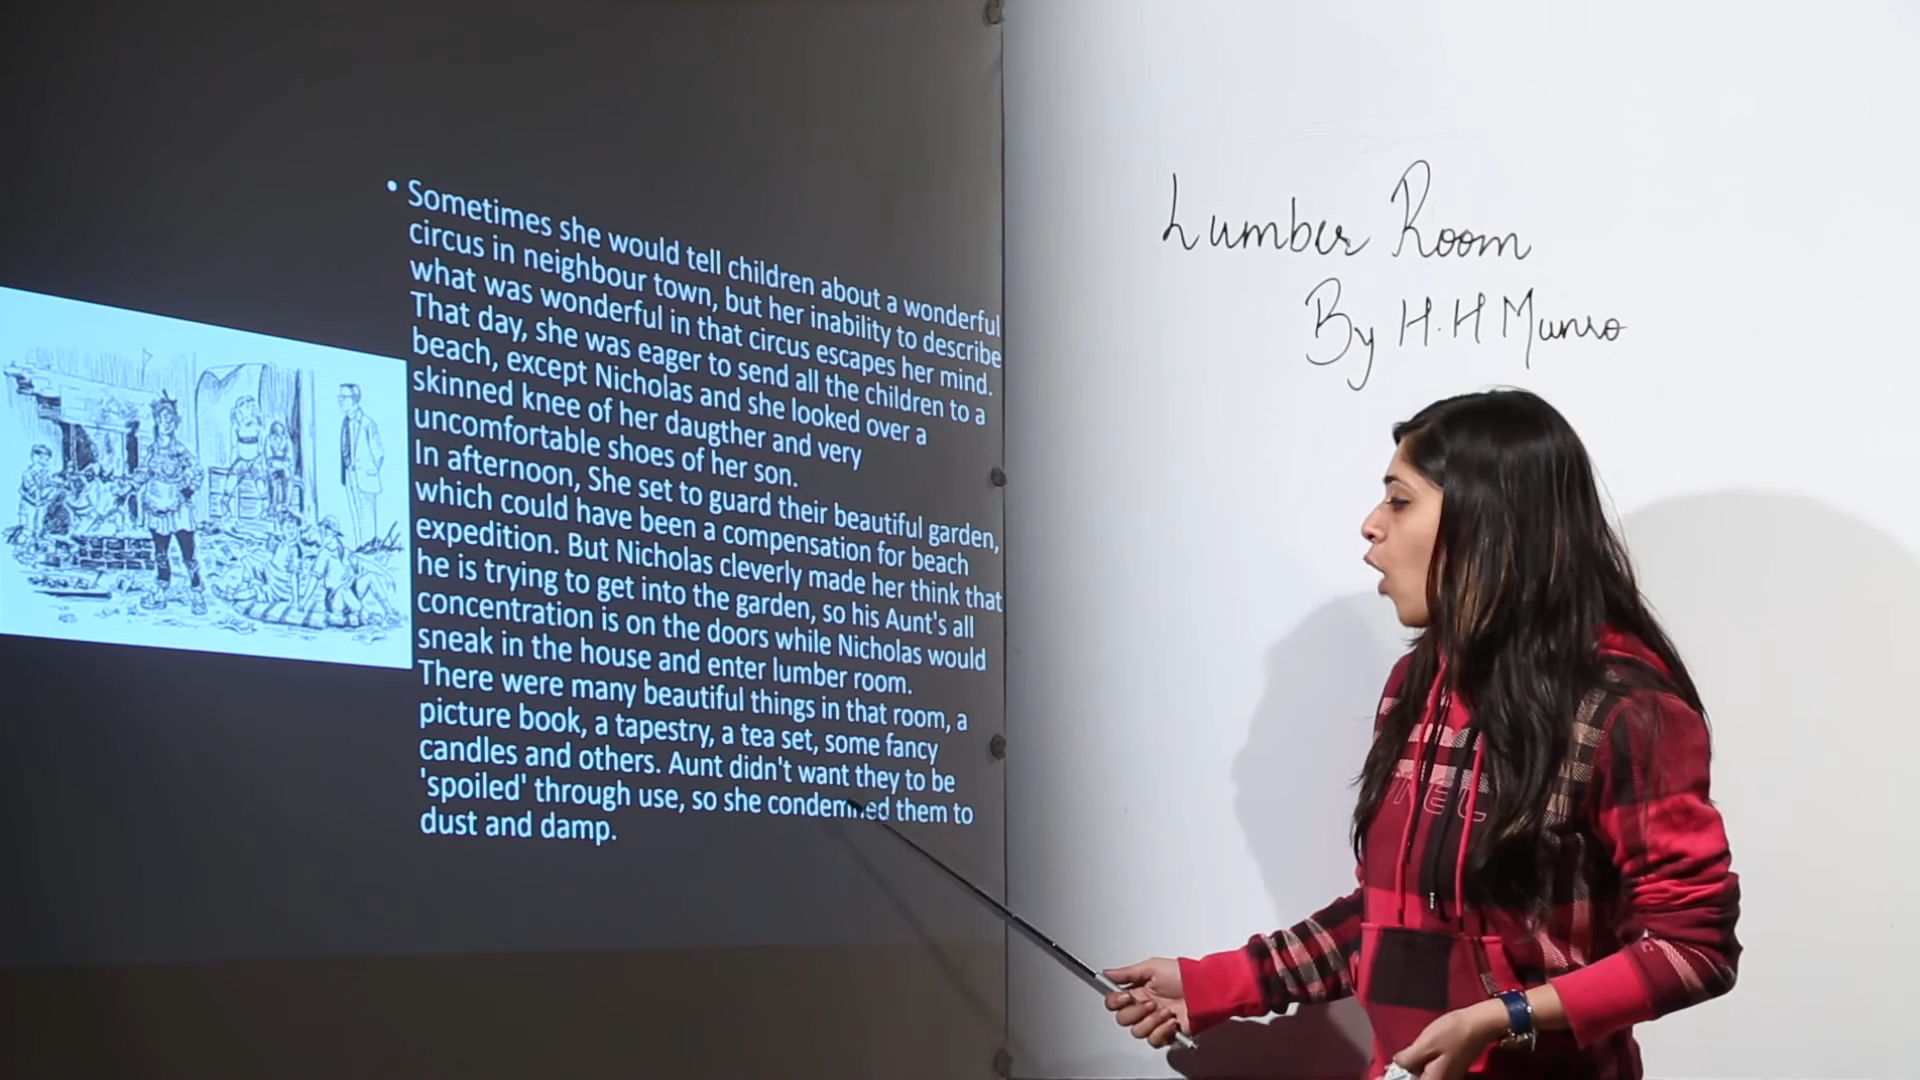 • Sometimes she would tell children about a wonderful
circus in neighbour town, but her inability to describe
what was wonderful in that circus escapes her mind.
That day, she was eager to send all the children to a
beach, except Nicholas and she looked over a
skinned knee of her daugther and very
uncomfortable shoes of her son.
In afternoon, She set to guard their beautiful garden,
which could have been a compensation for beach
expedition. But Nicholas cleverly made her think that
he is trying to get into the garden, so his Aunt's all
concentration is on the doors while Nicholas would
sneak in the house and enter lumber room.
There were many beautiful things in that room, a
picture book, a tapestry, a tea set, some fancy
candles and others. Aunt didn't want they to be
'spoiled' through use, so she condemned them to
dust and damp.
Lumber Room
By H.H Munro